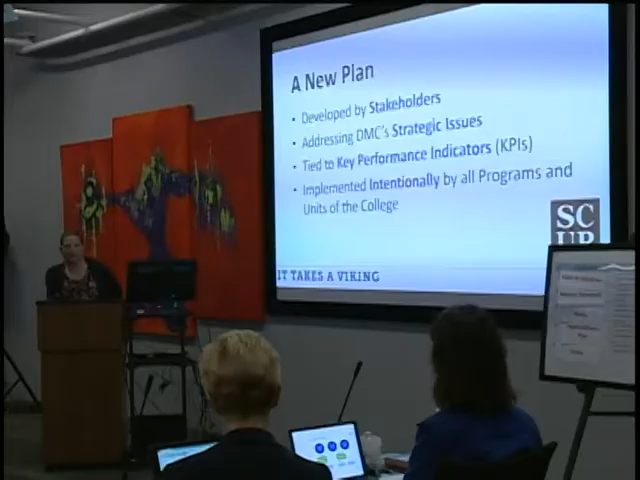 A New Plan
• Developed by Stakeholders
• Addressing DMC's Strategic Issues
• Tied to Key Performance Indicators (KPIs)
• Implemented Intentionally by all Programs and
Units of the College
SC
UP
IT TAKES A VIKING